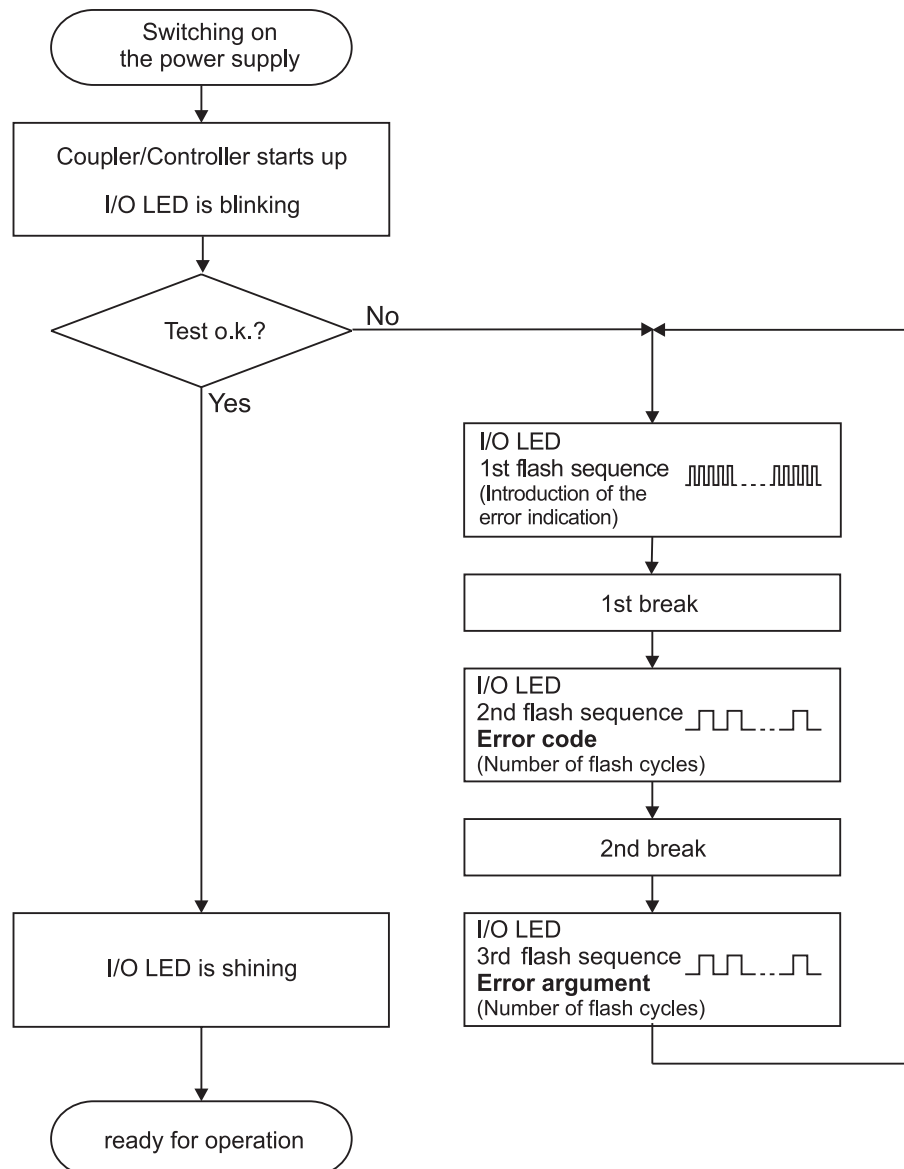 Switching on
the power supply
Coupler/Controller starts up
I/O LED is blinking
Test o.k.?
No
Yes
I/O LED
1st flash sequence
(Introduction of the
error indication)
1st break
I/O LED
2nd flash sequence
Error code
(Number of flash cycles)
2nd break
I/O LED
3rd flash sequence
Error argument
(Number of flash cycles)
I/O LED is shining
ready for operation